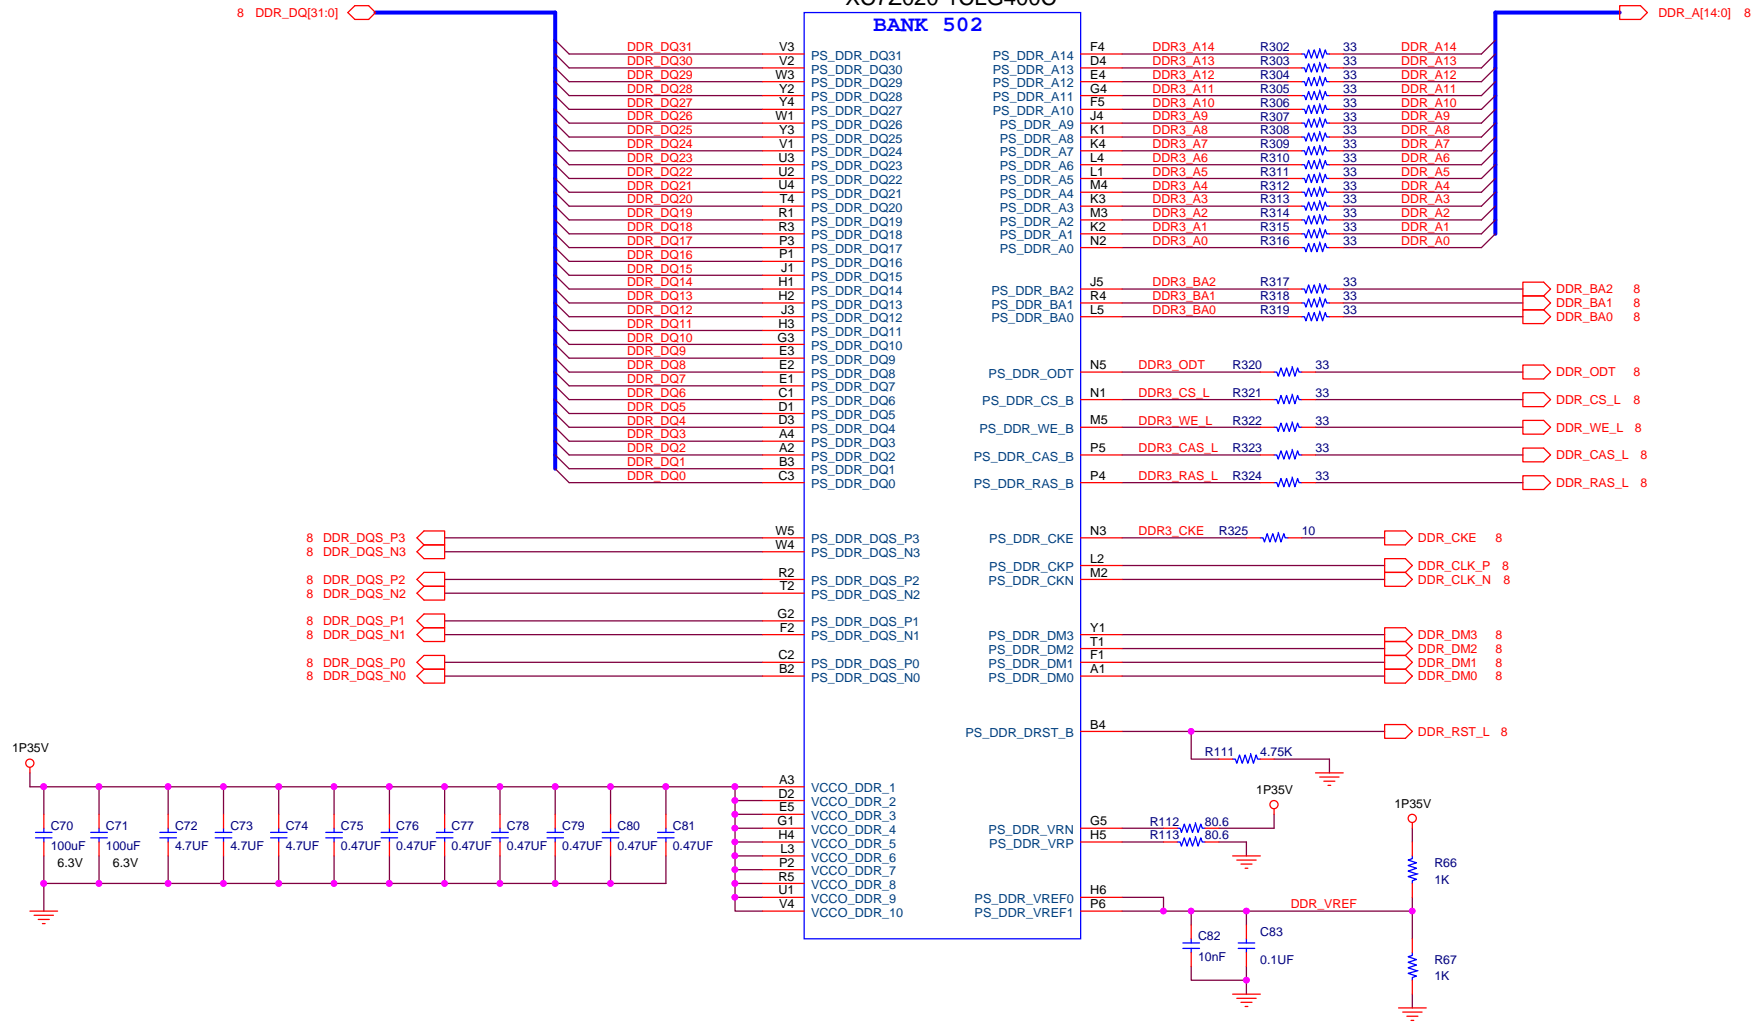 XC7Z020-1CLG400C
BANK 502
8 DDR_DQ[31:0]
DDR_A[14:0] 8
DDR_DQ31 V3 PS_DDR_DQ31
DDR_DQ30 V2 PS_DDR_DQ30
DDR_DQ29 W3 PS_DDR_DQ29
DDR_DQ28 Y2 PS_DDR_DQ28
DDR_DQ27 Y4 PS_DDR_DQ27
DDR_DQ26 W1 PS_DDR_DQ26
DDR_DQ25 Y3 PS_DDR_DQ25
DDR_DQ24 V1 PS_DDR_DQ24
DDR_DQ23 U3 PS_DDR_DQ23
DDR_DQ22 U2 PS_DDR_DQ22
DDR_DQ21 U4 PS_DDR_DQ21
DDR_DQ20 T4 PS_DDR_DQ20
DDR_DQ19 R1 PS_DDR_DQ19
DDR_DQ18 R3 PS_DDR_DQ18
DDR_DQ17 P3 PS_DDR_DQ17
DDR_DQ16 P1 PS_DDR_DQ16
DDR_DQ15 J1 PS_DDR_DQ15
DDR_DQ14 H1 PS_DDR_DQ14
DDR_DQ13 H2 PS_DDR_DQ13
DDR_DQ12 J3 PS_DDR_DQ12
DDR_DQ11 H3 PS_DDR_DQ11
DDR_DQ10 G3 PS_DDR_DQ10
DDR_DQ9 E3 PS_DDR_DQ9
DDR_DQ8 E2 PS_DDR_DQ8
DDR_DQ7 E1 PS_DDR_DQ7
DDR_DQ6 C1 PS_DDR_DQ6
DDR_DQ5 D1 PS_DDR_DQ5
DDR_DQ4 D3 PS_DDR_DQ4
DDR_DQ3 A4 PS_DDR_DQ3
DDR_DQ2 A2 PS_DDR_DQ2
DDR_DQ1 B3 PS_DDR_DQ1
DDR_DQ0 C3 PS_DDR_DQ0
8 DDR_DQS_P3 W5 PS_DDR_DQS_P3
8 DDR_DQS_N3 W4 PS_DDR_DQS_N3
8 DDR_DQS_P2 R2 PS_DDR_DQS_P2
8 DDR_DQS_N2 T2 PS_DDR_DQS_N2
8 DDR_DQS_P1 G2 PS_DDR_DQS_P1
8 DDR_DQS_N1 F2 PS_DDR_DQS_N1
8 DDR_DQS_P0 C2 PS_DDR_DQS_P0
8 DDR_DQS_N0 B2 PS_DDR_DQS_N0
PS_DDR_A14 F4 DDR3_A14 R302 33 DDR_A14
PS_DDR_A13 D4 DDR3_A13 R303 33 DDR_A13
PS_DDR_A12 E4 DDR3_A12 R304 33 DDR_A12
PS_DDR_A11 G4 DDR3_A11 R305 33 DDR_A11
PS_DDR_A10 F5 DDR3_A10 R306 33 DDR_A10
PS_DDR_A9 J4 DDR3_A9 R307 33 DDR_A9
PS_DDR_A8 K1 DDR3_A8 R308 33 DDR_A8
PS_DDR_A7 K4 DDR3_A7 R309 33 DDR_A7
PS_DDR_A6 L4 DDR3_A6 R310 33 DDR_A6
PS_DDR_A5 L1 DDR3_A5 R311 33 DDR_A5
PS_DDR_A4 M4 DDR3_A4 R312 33 DDR_A4
PS_DDR_A3 K3 DDR3_A3 R313 33 DDR_A3
PS_DDR_A2 M3 DDR3_A2 R314 33 DDR_A2
PS_DDR_A1 K2 DDR3_A1 R315 33 DDR_A1
PS_DDR_A0 N2 DDR3_A0 R316 33 DDR_A0
PS_DDR_BA2 J5 DDR3_BA2 R317 33 DDR_BA2 8
PS_DDR_BA1 R4 DDR3_BA1 R318 33 DDR_BA1 8
PS_DDR_BA0 L5 DDR3_BA0 R319 33 DDR_BA0 8
PS_DDR_ODT N5 DDR3_ODT R320 33 DDR_ODT 8
PS_DDR_CS_B N1 DDR3_CS_L R321 33 DDR_CS_L 8
PS_DDR_WE_B M5 DDR3_WE_L R322 33 DDR_WE_L 8
PS_DDR_CAS_B P5 DDR3_CAS_L R323 33 DDR_CAS_L 8
PS_DDR_RAS_B P4 DDR3_RAS_L R324 33 DDR_RAS_L 8
PS_DDR_CKE N3 DDR3_CKE R325 10 DDR_CKE 8
PS_DDR_CKP L2 DDR_CLK_P 8
PS_DDR_CKN M2 DDR_CLK_N 8
PS_DDR_DM3 Y1 DDR_DM3 8
PS_DDR_DM2 T1 DDR_DM2 8
PS_DDR_DM1 F1 DDR_DM1 8
PS_DDR_DM0 A1 DDR_DM0 8
PS_DDR_DRST_B B4 DDR_RST_L 8
R111 4.75K
1P35V
A3 VCCO_DDR_1
D2 VCCO_DDR_2
E5 VCCO_DDR_3
G1 VCCO_DDR_4
H4 VCCO_DDR_5
L3 VCCO_DDR_6
P2 VCCO_DDR_7
R5 VCCO_DDR_8
U1 VCCO_DDR_9
V4 VCCO_DDR_10
C70 C71 C72 C73 C74 C75 C76 C77 C78 C79 C80 C81
100uF 100uF 4.7UF 4.7UF 4.7UF 0.47UF 0.47UF 0.47UF 0.47UF 0.47UF 0.47UF 0.47UF
6.3V 6.3V
1P35V 1P35V
PS_DDR_VRN G5 R112 80.6
PS_DDR_VRP H5 R113 80.6
R66
1K
PS_DDR_VREF0 H6
PS_DDR_VREF1 P6 DDR_VREF
C82 C83
10nF 0.1UF
R67
1K